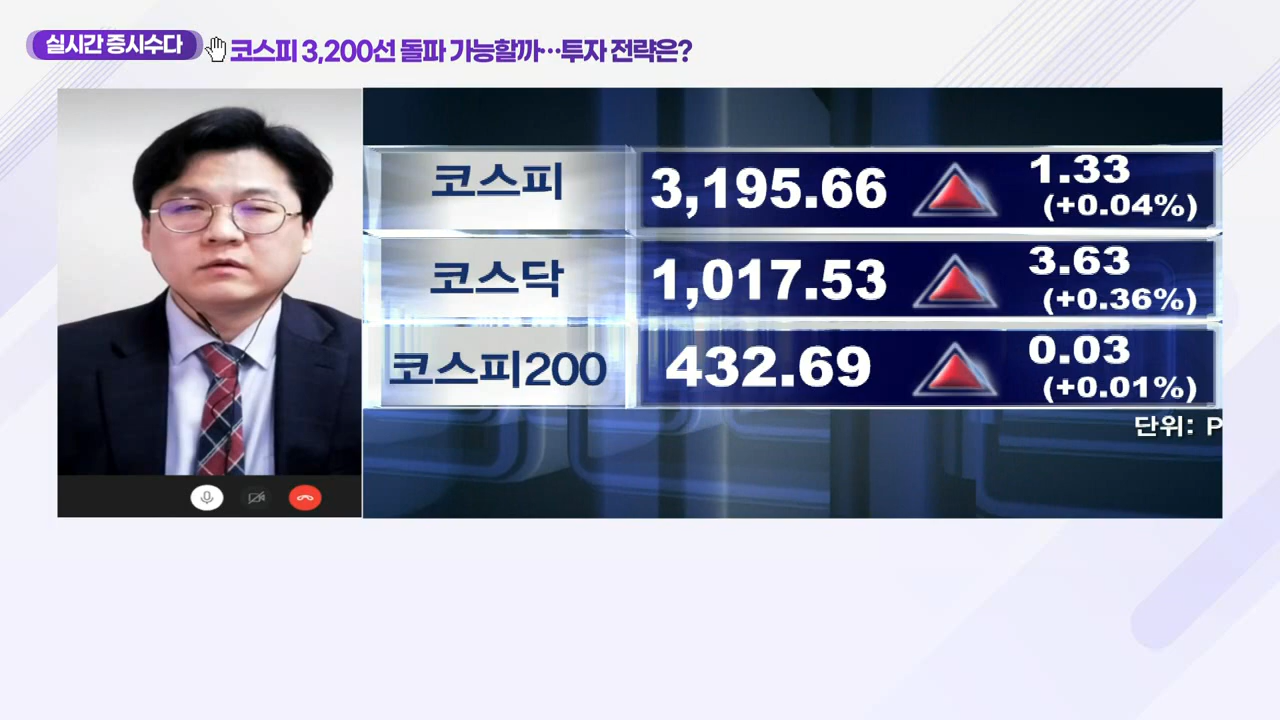 실시간 증시수다
코스피 3,200선 돌파 가능할까…투자 전략은?
코스피 3,195.66 1.33 (+0.04%)
코스닥 1,017.53 3.63 (+0.36%)
코스피200 432.69 0.03 (+0.01%)
단위: P